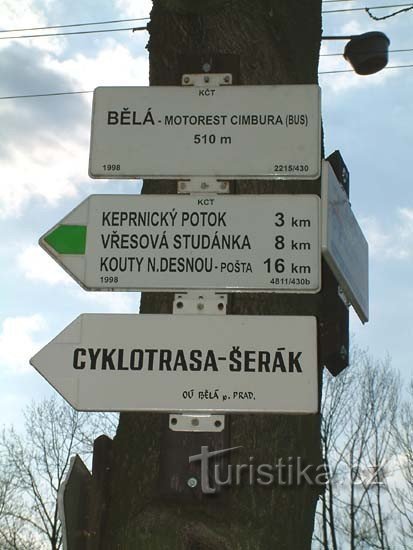 KČT
BĚLÁ - MOTOREST CIMBURA (BUS)
510 m
1998 2215/430
KČT
KEPRNICKÝ POTOK 3 km
VŘESOVÁ STUDÁNKA 8 km
KOUTY N.DESNOU - POŠTA 16 km
1998 4811/430b
CYKLOTRASA-ŠERÁK
OÚ BĚLÁ p. PRAD.
Turistika.cz